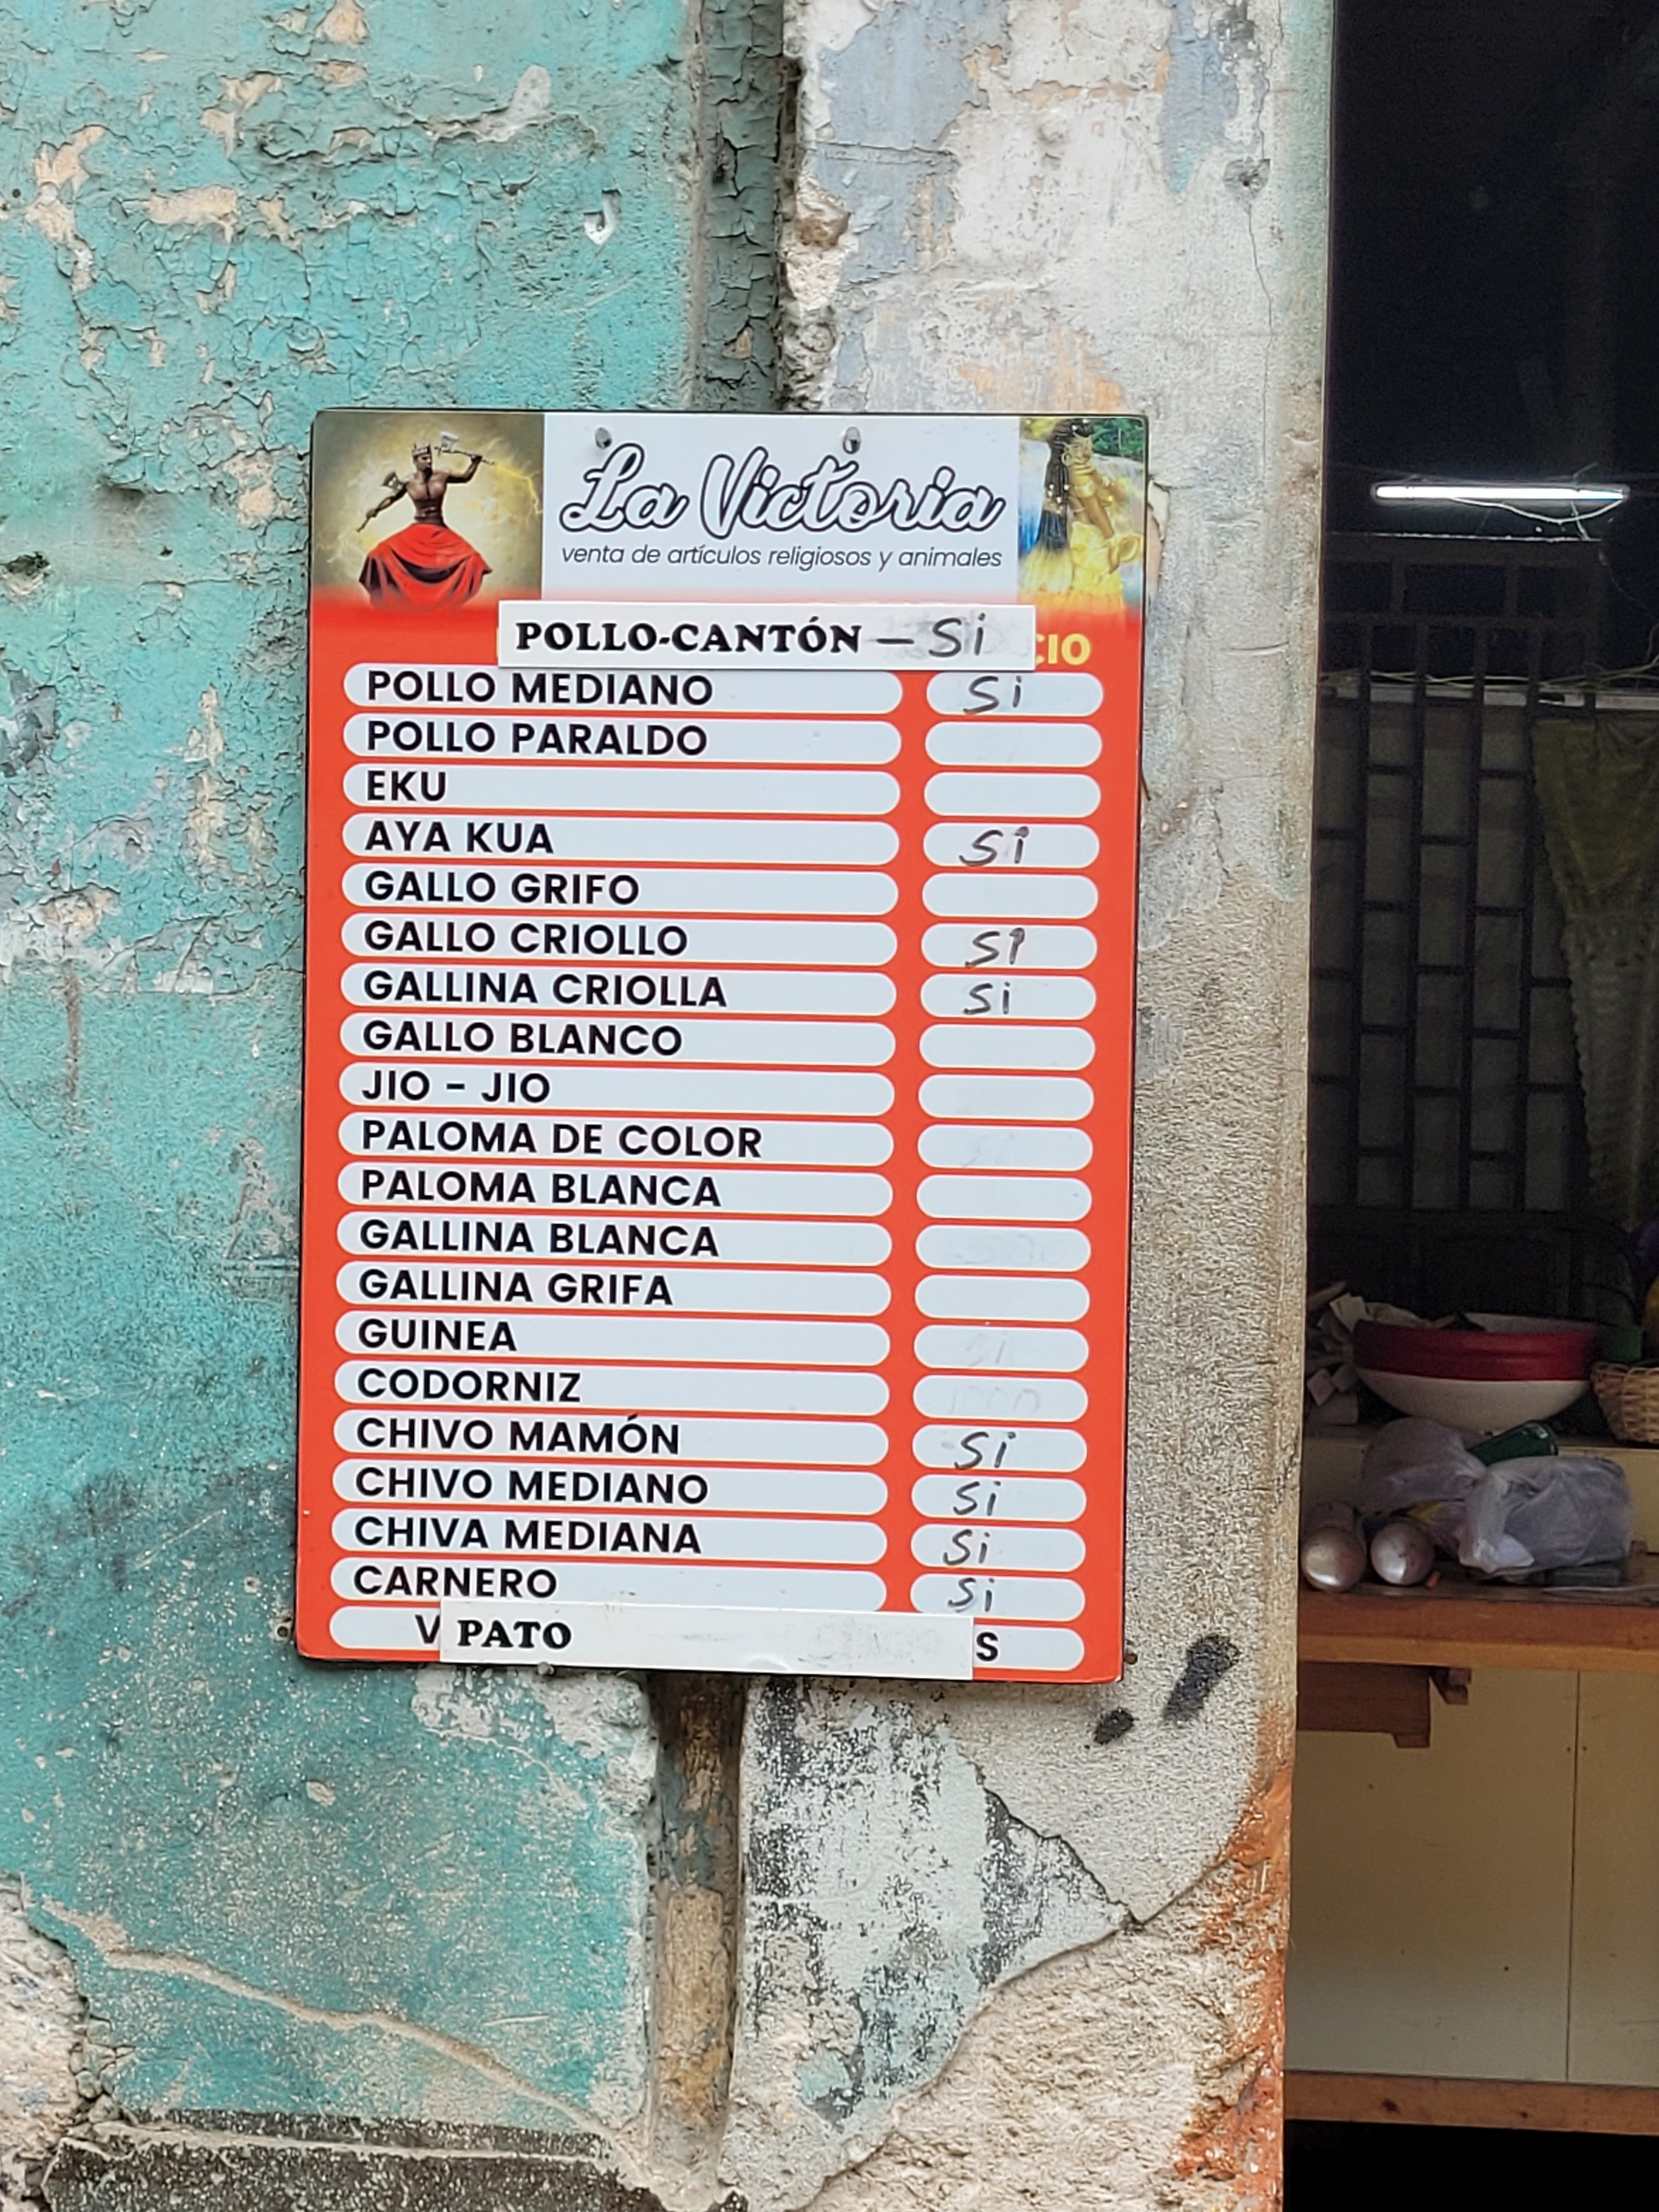 La Victoria
venta de artículos religiosos y animales
POLLO-CANTÓN — Si
CIO
POLLO MEDIANO Si
POLLO PARALDO
EKU
AYA KUA Si
GALLO GRIFO
GALLO CRIOLLO Si
GALLINA CRIOLLA Si
GALLO BLANCO
JIO - JIO
PALOMA DE COLOR
PALOMA BLANCA
GALLINA BLANCA
GALLINA GRIFA
GUINEA
CODORNIZ
CHIVO MAMÓN Si
CHIVO MEDIANO Si
CHIVA MEDIANA Si
CARNERO Si
V PATO S